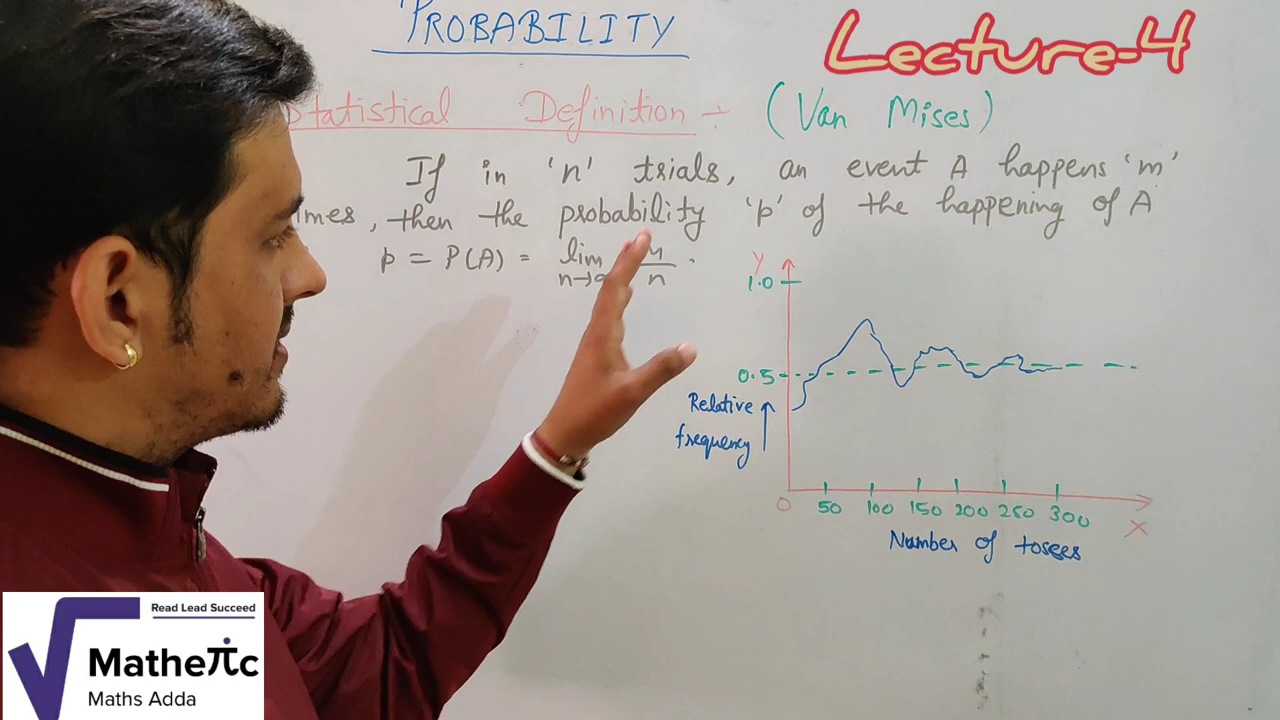 PROBABILITY
Lecture-4
Statistical Definition :- (Van Mises)
If in 'n' trials, an event A happens 'm'
times, then the probability 'p' of the happening of A
p = P(A) = lim m/n .
n→∞
Y
1.0
0.5
Relative
frequency
0 50 100 150 200 250 300
X
Number of tosses
Read Lead Succeed
Matheπc
Maths Adda